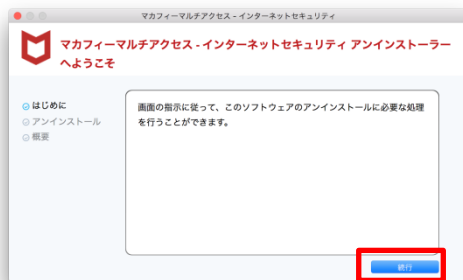 マカフィーマルチアクセス - インターネットセキュリティ
マカフィーマルチアクセス - インターネットセキュリティ アンインストーラー
へようこそ
はじめに
アンインストール
概要
画面の指示に従って、このソフトウェアのアンインストールに必要な処理
を行うことができます。
続行